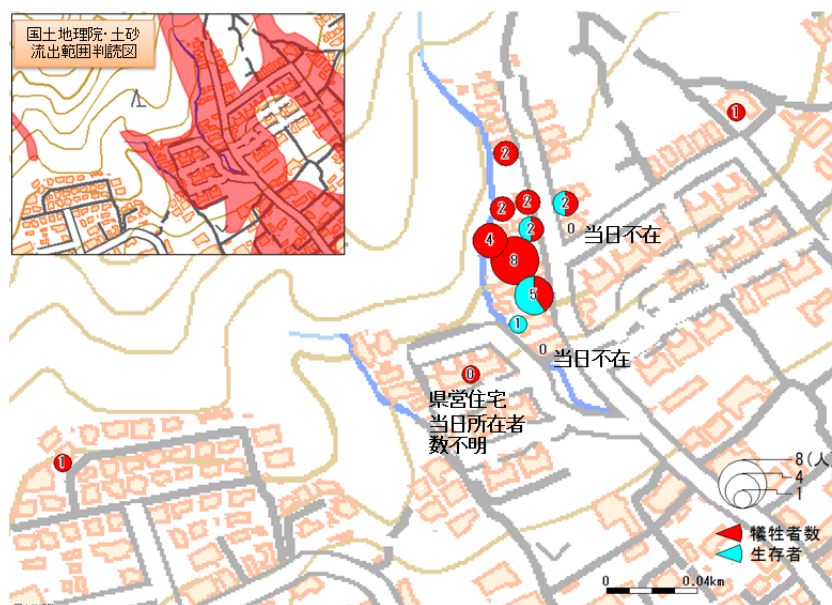 国土地理院・土砂
流出範囲判読図
1
2
2
2
2
0
当日不在
2
4
8
5
1
0
当日不在
0
県営住宅
当日所在者
数不明
1
8(人)
4
1
犠牲者数
生存者
0
0.04km